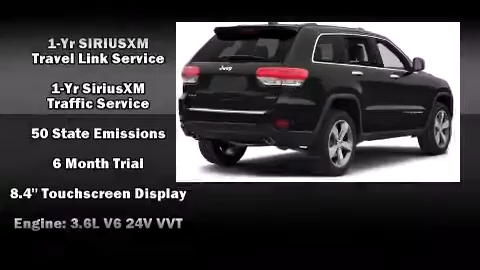 1-Yr SIRIUSXM
Travel Link Service
1-Yr SiriusXM
Traffic Service
50 State Emissions
6 Month Trial
8.4" Touchscreen Display
Engine: 3.6L V6 24V VVT
Jeep